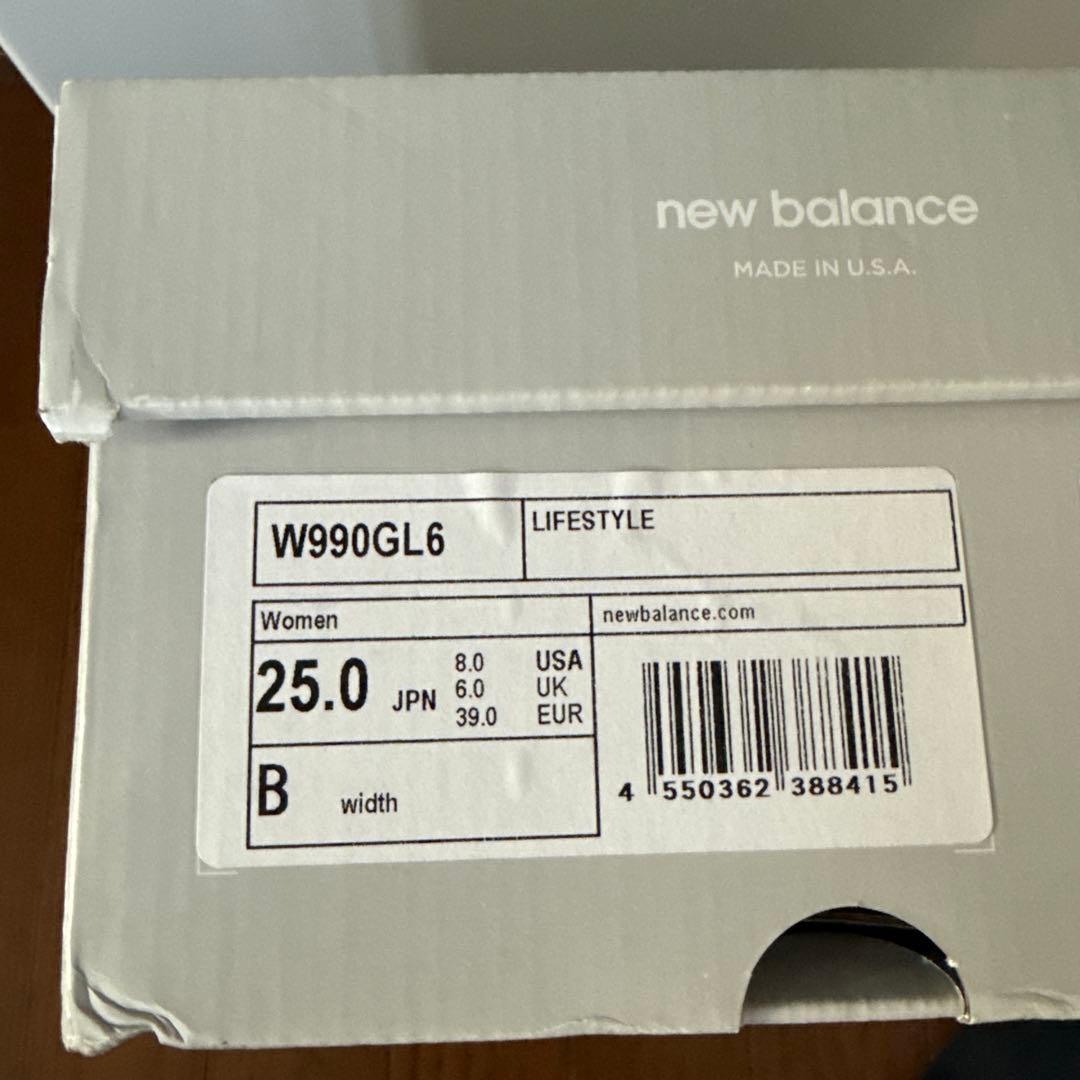 new balance
MADE IN U.S.A.
W990GL6
LIFESTYLE
Women
newbalance.com
25.0 JPN
8.0 USA
6.0 UK
39.0 EUR
B width
4 550362 388415